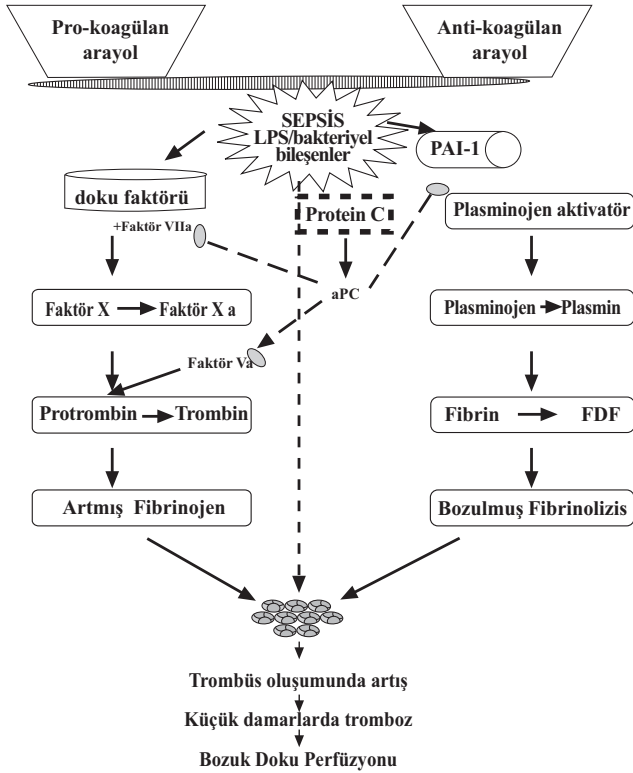 Pro-koagülan
arayol
Anti-koagülan
arayol
SEPSİS
LPS/bakteriyel
bileşenler
PAI-1
doku faktörü
+Faktör VIIa
Protein C
Plasminojen aktivatör
aPC
Faktör X Faktör X a
Plasminojen Plasmin
Faktör Va
Protrombin Trombin
Fibrin FDF
Artmış Fibrinojen
Bozulmuş Fibrinolizis
Trombüs oluşumunda artış
Küçük damarlarda tromboz
Bozuk Doku Perfüzyonu